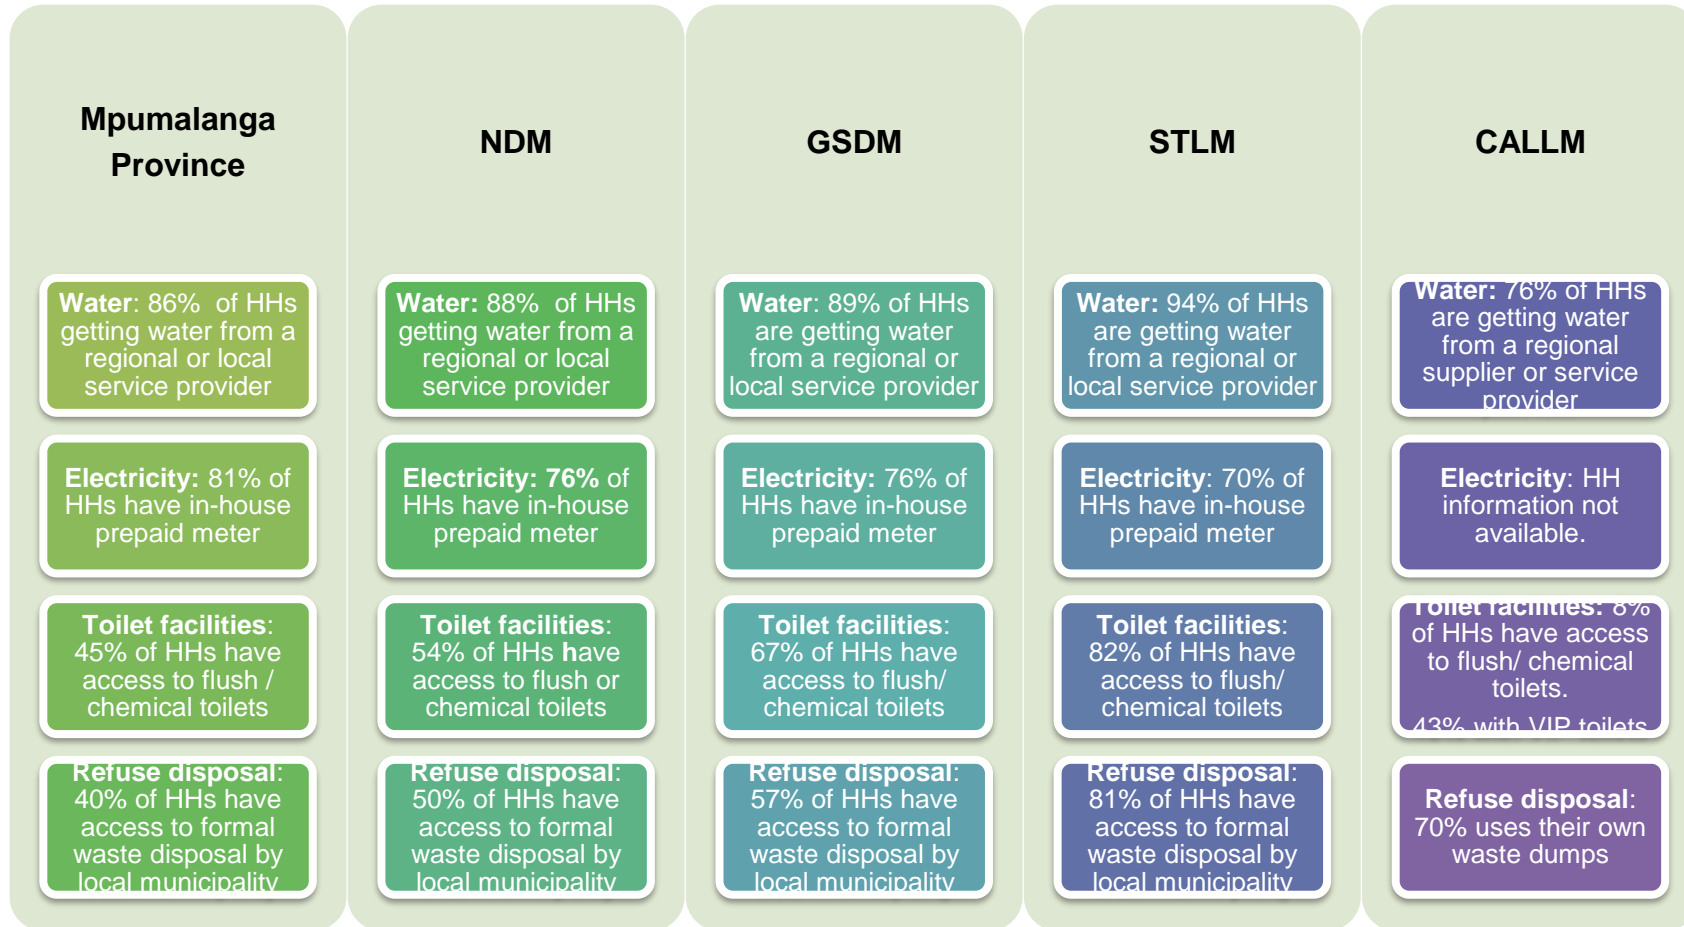 Mpumalanga
Province
Water: 86% of HHs
getting water from a
regional or local
service provider
Electricity: 81% of
HHs have in-house
prepaid meter
Toilet facilities:
45% of HHs have
access to flush /
chemical toilets
Refuse disposal:
40% of HHs have
access to formal
waste disposal by
local municipality
NDM
Water: 88% of HHs
getting water from a
regional or local
service provider
Electricity: 76% of
HHs have in-house
prepaid meter
Toilet facilities:
54% of HHs have
access to flush or
chemical toilets
Refuse disposal:
50% of HHs have
access to formal
waste disposal by
local municipality
GSDM
Water: 89% of HHs
are getting water
from a regional or
local service provider
Electricity: 76% of
HHs have in-house
prepaid meter
Toilet facilities:
67% of HHs have
access to flush/
chemical toilets
Refuse disposal:
57% of HHs have
access to formal
waste disposal by
local municipality
STLM
Water: 94% of HHs
are getting water
from a regional or
local service provider
Electricity: 70% of
HHs have in-house
prepaid meter
Toilet facilities:
82% of HHs have
access to flush/
chemical toilets
Refuse disposal:
81% of HHs have
access to formal
waste disposal by
local municipality
CALLM
Water: 76% of HHs
are getting water
from a regional
supplier or service
provider
Electricity: HH
information not
available.
Toilet facilities: 8%
of HHs have access
to flush/ chemical
toilets.
43% with VIP toilets
Refuse disposal:
70% uses their own
waste dumps